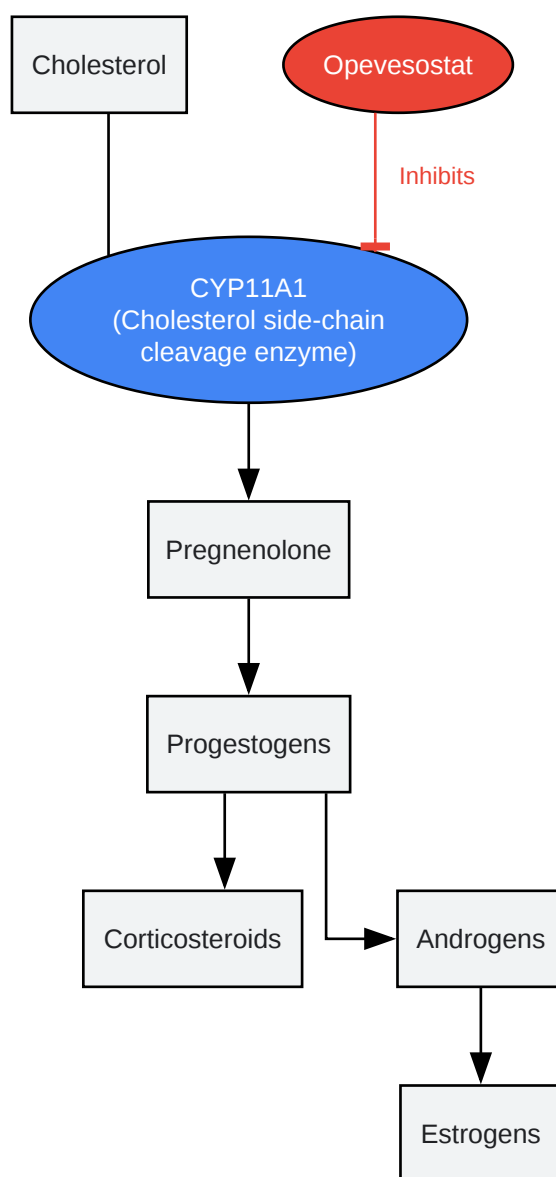 Cholesterol
Opevesostat
Inhibits
CYP11A1
(Cholesterol side-chain
cleavage enzyme)
Pregnenolone
Progestogens
Corticosteroids
Androgens
Estrogens